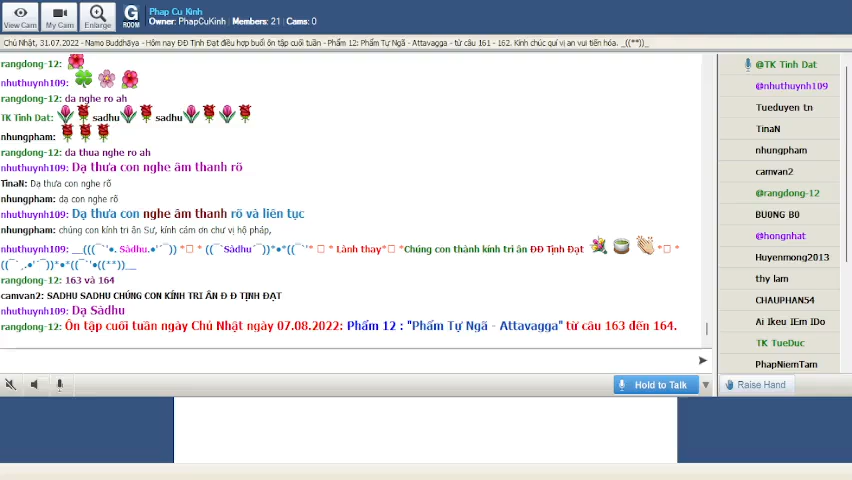 View Cam
My Cam
Enlarge
G
ROOM
Phap Cu Kinh
Owner: PhapCuKinh | Members: 21 | Cams: 0
Chủ Nhật, 31.07.2022 - Namo Buddhāya - Hôm nay ĐĐ Tịnh Đạt điều hợp buổi ôn tập cuối tuần - Phẩm 12: Phẩm Tự Ngã - Attavagga - từ câu 161 - 162. Kính chúc quí vị an vui tiến hóa. _((**))_
rangdong-12:
nhuthuynh109:
rangdong-12: da nghe ro ah
TK Tinh Dat: sadhu sadhu
nhungpham:
rangdong-12: da thua nghe ro ah
nhuthuynh109: Dạ thưa con nghe âm thanh rõ
TinaN: Dạ thưa con nghe rõ
nhungpham: dạ con nghe rõ
nhuthuynh109: Dạ thưa con nghe âm thanh rõ và liên tục
nhungpham: chúng con kính tri ân Sư, kính cám ơn chư vị hộ pháp,
nhuthuynh109: Sàdhu. Sàdhu Lành thay* *Chúng con thành kính tri ân ĐĐ Tịnh Đạt
rangdong-12: 163 và 164
camvan2: SADHU SADHU CHÚNG CON KÍNH TRI ÂN Đ Đ TỊNH ĐẠT
nhuthuynh109: Dạ Sàdhu
rangdong-12: Ôn tập cuối tuần ngày Chủ Nhật ngày 07.08.2022: Phẩm 12 : "Phẩm Tự Ngã - Attavagga" từ câu 163 đến 164.
Hold to Talk
@TK Tinh Dat
@nhuthuynh109
Tueduyen tn
TinaN
nhungpham
camvan2
@rangdong-12
BU0NG B0
@hongnhat
Huyenmong2013
thy lam
CHAUPHAN54
Ai Ikeu IEm IDo
TK TueDuc
PhapNiemTam
Raise Hand